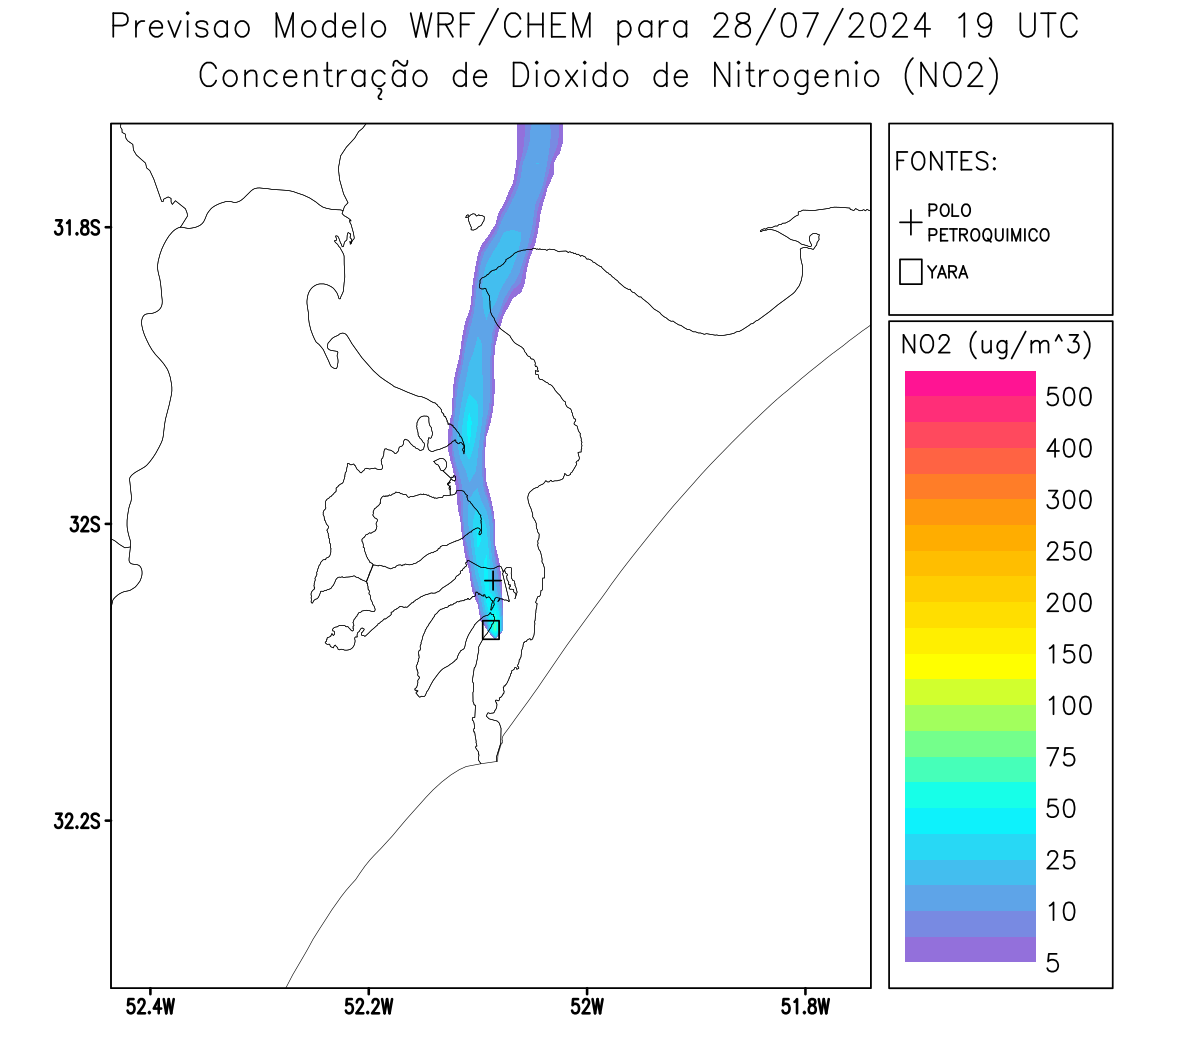 Previsao Modelo WRF/CHEM para 28/07/2024 19 UTC
Concentração de Dioxido de Nitrogenio (NO2)
FONTES:
POLO
PETROQUIMICO
YARA
31.8S
32S
32.2S
52.4W
52.2W
52W
51.8W
NO2 (ug/m^3)
500
400
300
250
200
150
100
75
50
25
10
5